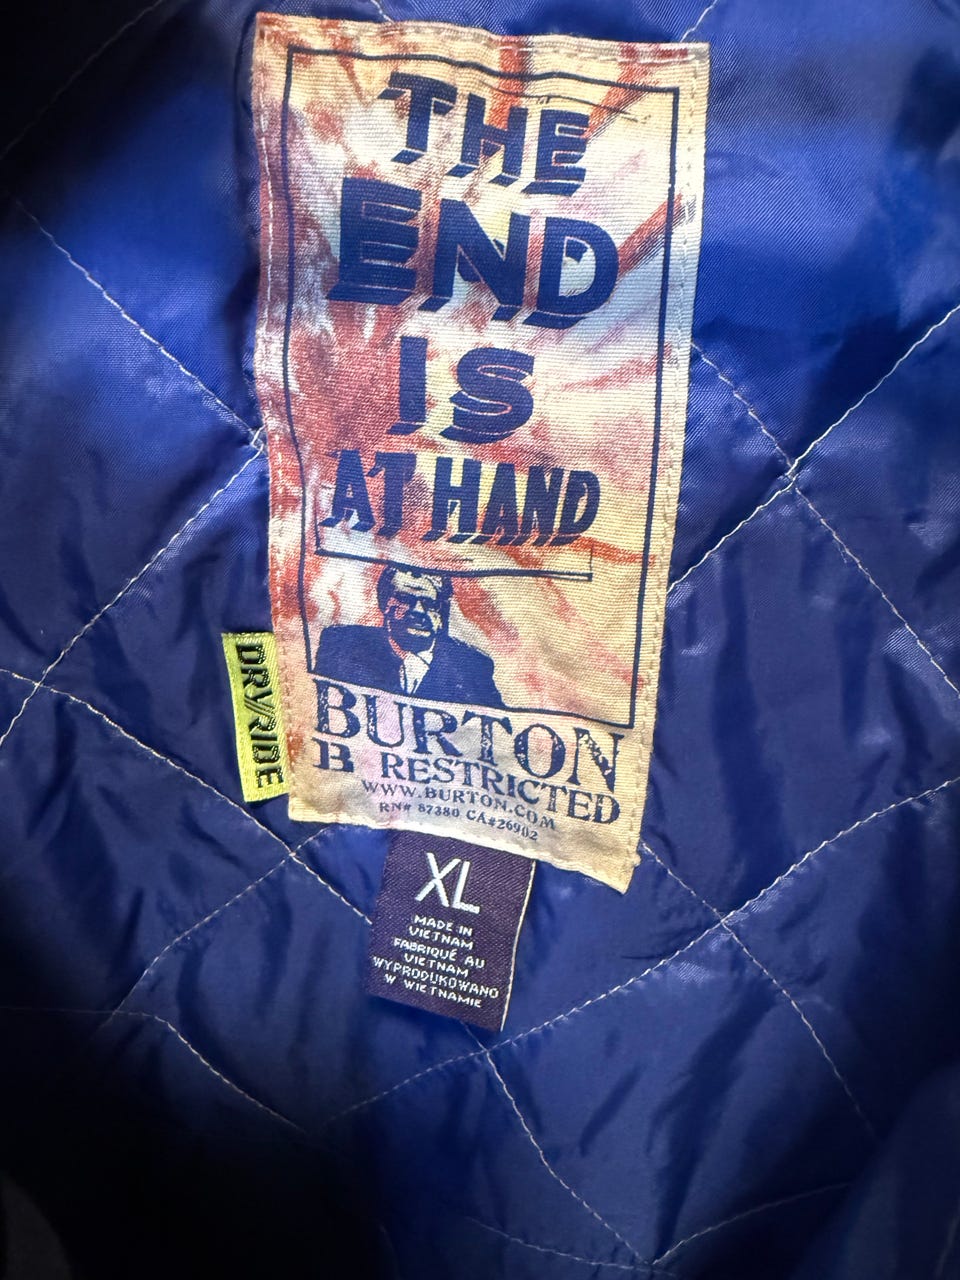 THE
END
IS
AT HAND
BURTON
B RESTRICTED
WWW.BURTON.COM
RN# 87380 CA#26902
DRY//RIDE
XL
MADE IN
VIETNAM
FABRIQUÉ AU
VIETNAM
WYPRODUKOWANO
W WIETNAMIE